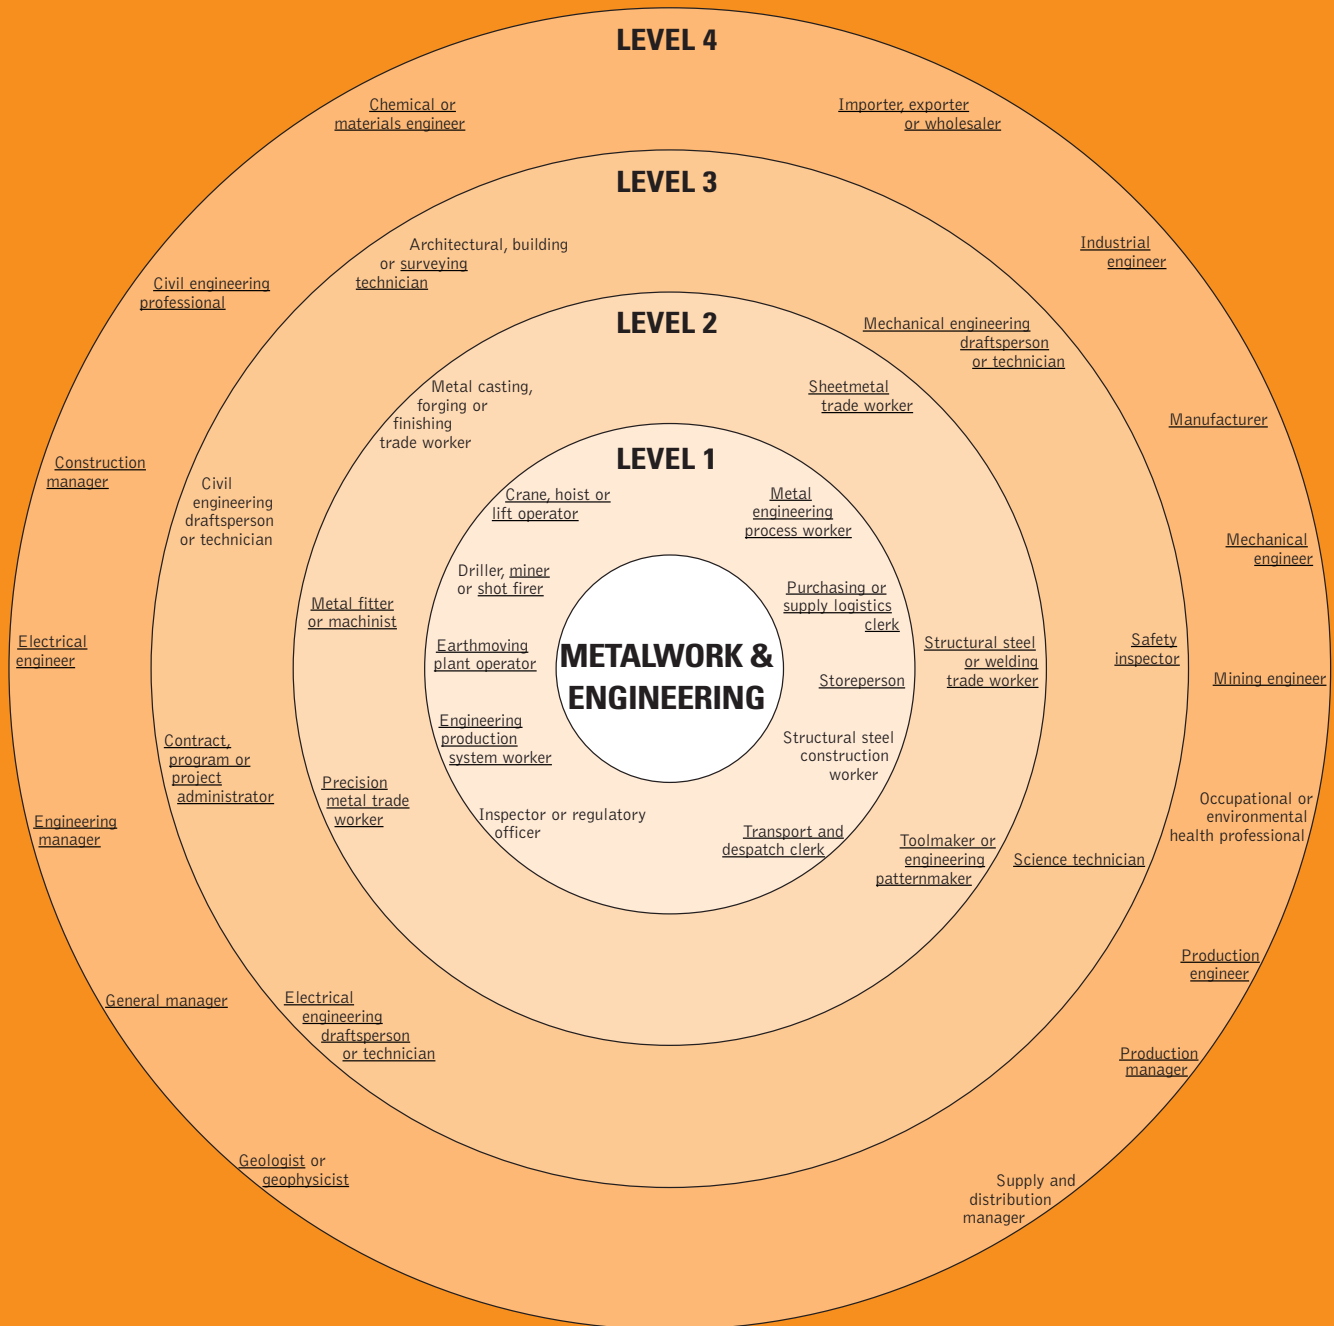 LEVEL 4
Chemical or
materials engineer
Importer, exporter
or wholesaler
Industrial
engineer
Civil engineering
professional
Manufacturer
Construction
manager
Mechanical
engineer
Electrical
engineer
Mining engineer
Engineering
manager
Occupational or
environmental
health professional
Production
engineer
General manager
Production
manager
Geologist or
geophysicist
Supply and
distribution
manager
LEVEL 3
Architectural, building
or surveying
technician
Mechanical engineering
draftsperson
or technician
Civil
engineering
draftsperson
or technician
Safety
inspector
Contract,
program or
project
administrator
Science technician
Electrical
engineering
draftsperson
or technician
LEVEL 2
Metal casting,
forging or
finishing
trade worker
Sheetmetal
trade worker
Metal fitter
or machinist
Structural steel
or welding
trade worker
Precision
metal trade
worker
Toolmaker or
engineering
patternmaker
LEVEL 1
Crane, hoist or
lift operator
Metal
engineering
process worker
Driller, miner
or shot firer
Purchasing or
supply logistics
clerk
Earthmoving
plant operator
Storeperson
Engineering
production
system worker
Structural steel
construction
worker
Inspector or regulatory
officer
Transport and
despatch clerk
METALWORK &
ENGINEERING